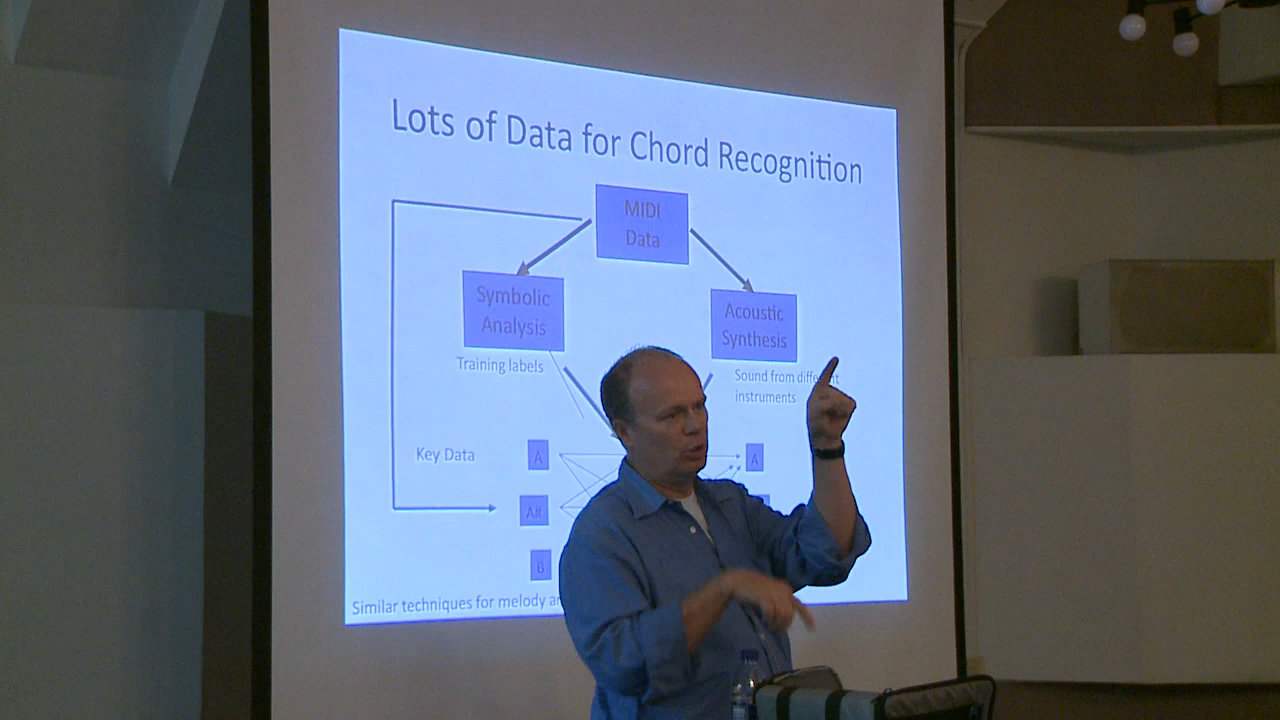 Lots of Data for Chord Recognition
MIDI
Data
Symbolic
Analysis
Acoustic
Synthesis
Training labels
Sound from different
instruments
Key Data
A
A
A#
B
Similar techniques for melody